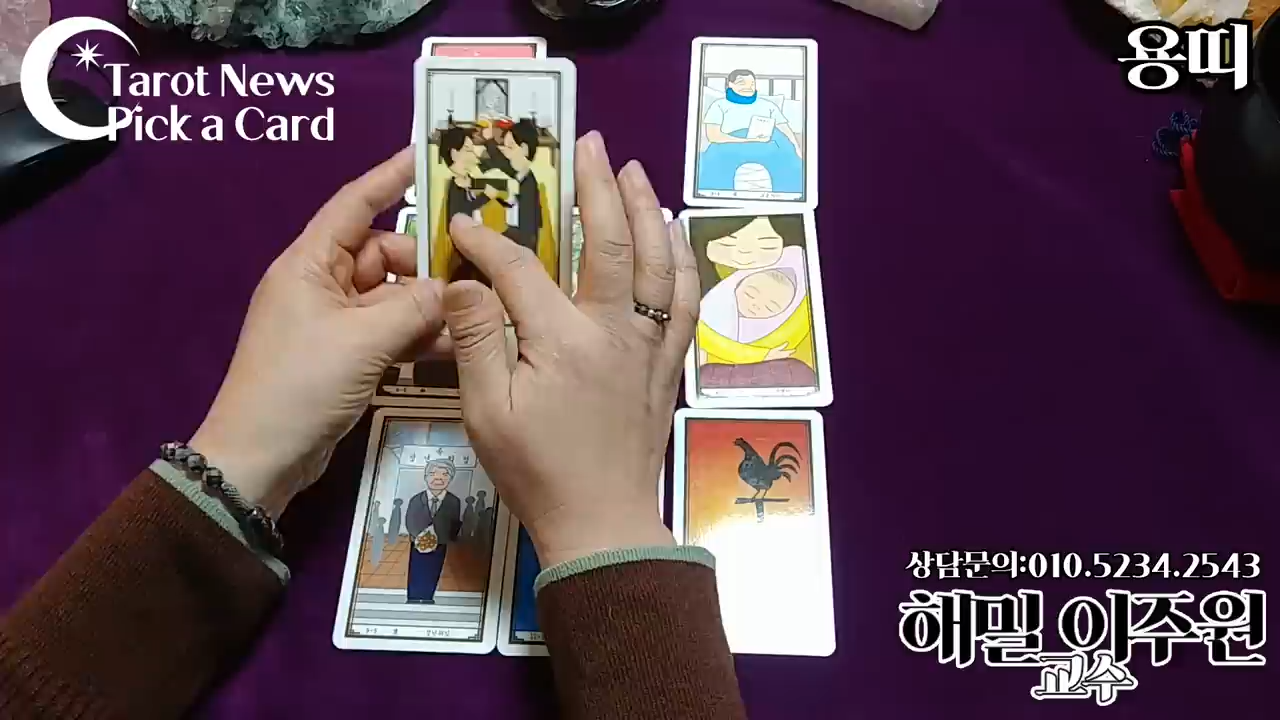 Tarot News
Pick a Card
용띠
상담문의:010.5234.2543
해밀 이주원
교수